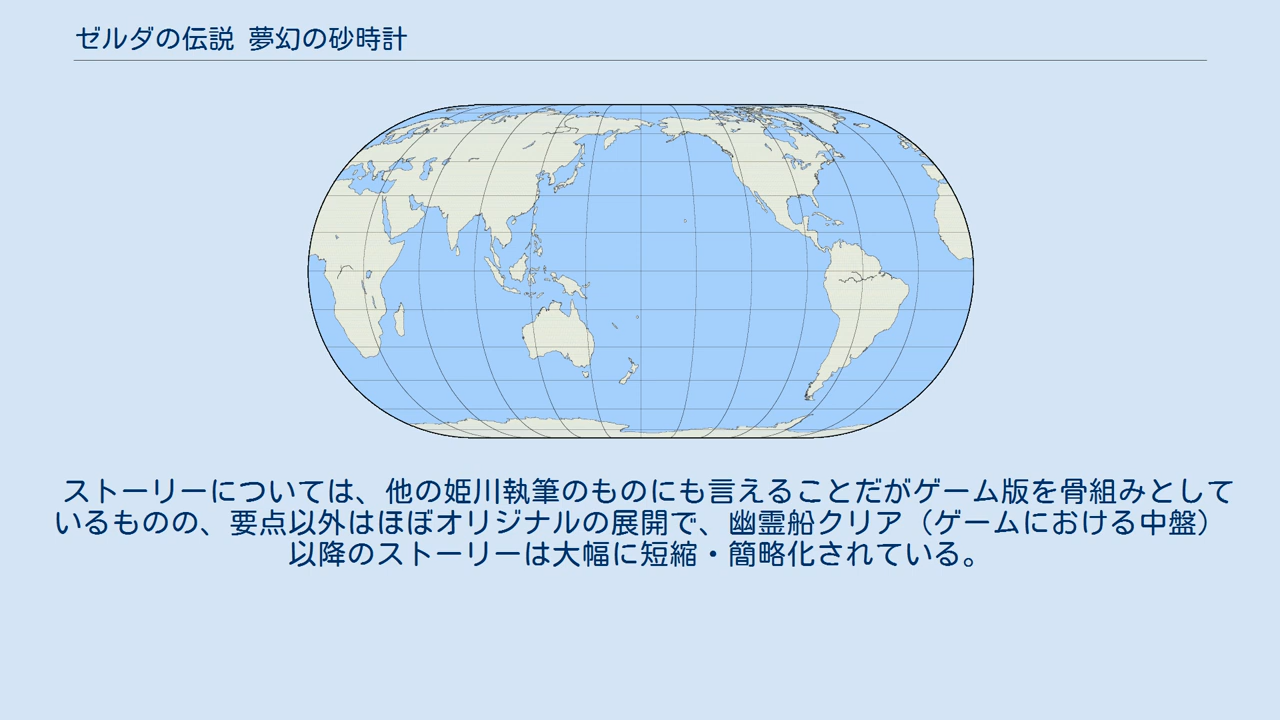 ゼルダの伝説 夢幻の砂時計
ストーリーについては、他の姫川執筆のものにも言えることだがゲーム版を骨組みとして
いるものの、要点以外はほぼオリジナルの展開で、幽霊船クリア（ゲームにおける中盤）
以降のストーリーは大幅に短縮・簡略化されている。